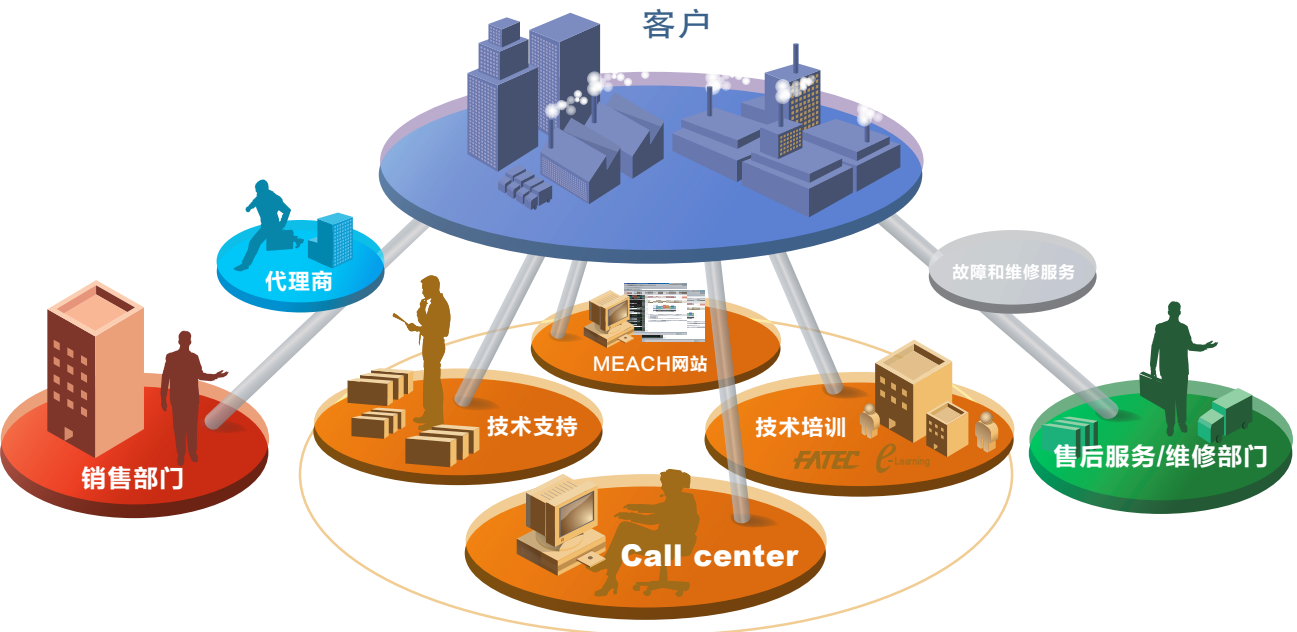 客户
代理商
故障和维修服务
MEACH网站
技术支持
技术培训
FATEC e-Learning
销售部门
售后服务/维修部门
Call center